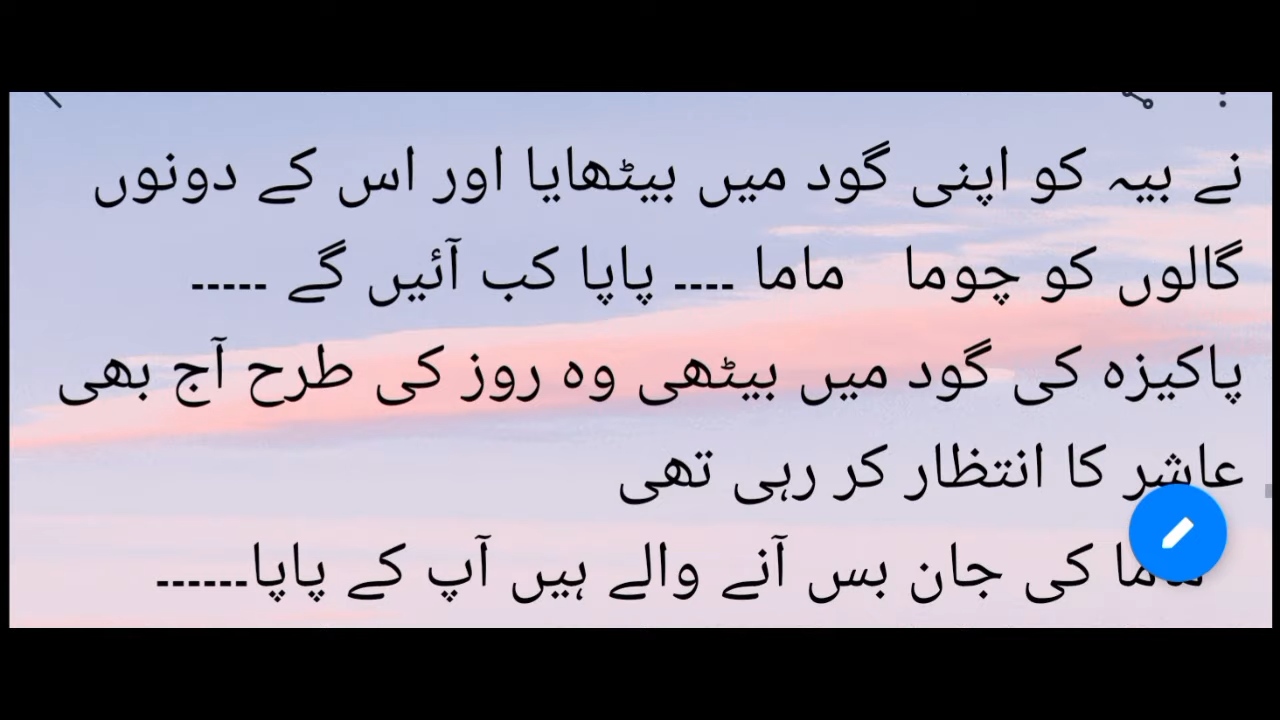 نے بیہ کو اپنی گود میں بیٹھایا اور اس کے دونوں
گالوں کو چوما ماما ---- پاپا کب آئیں گے -----
پاکیزہ کی گود میں بیٹھی وہ روز کی طرح آج بھی
عاشر کا انتظار کر رہی تھی
ماما کی جان بس آنے والے ہیں آپ کے پاپا------